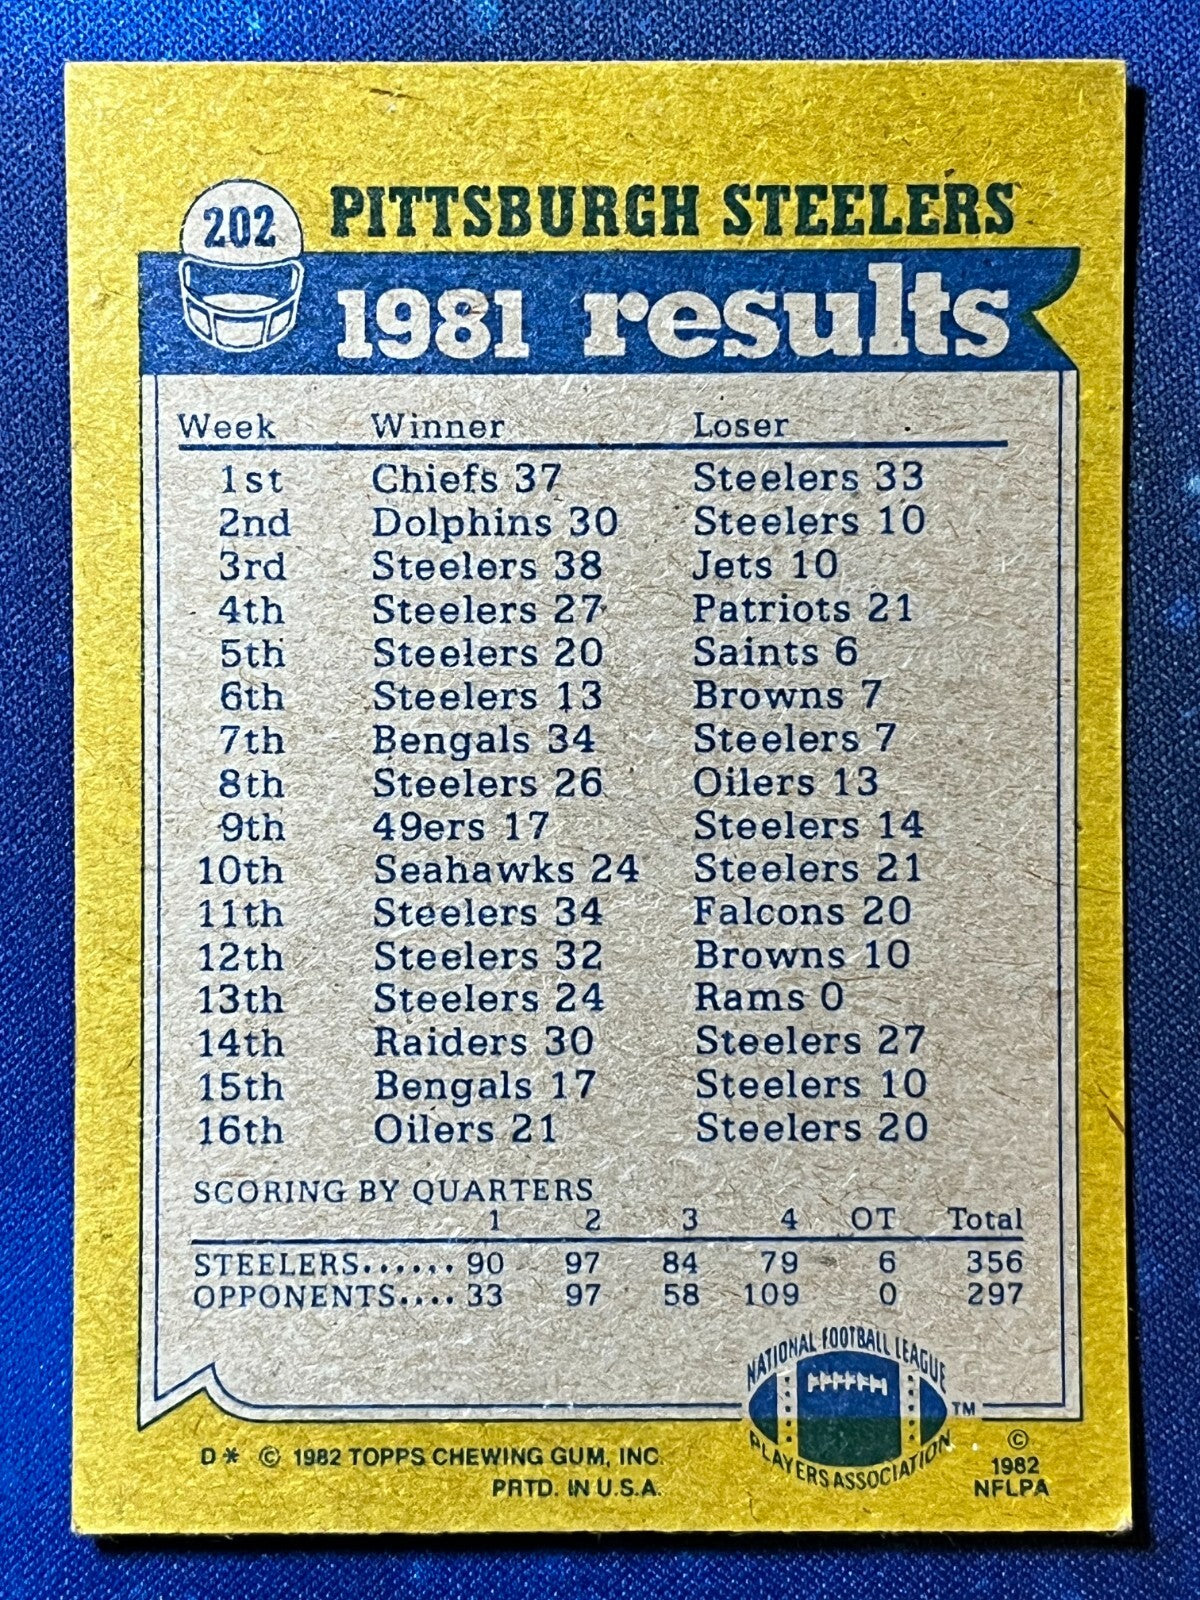 202 PITTSBURGH STEELERS
1981 results
Week Winner Loser
1st Chiefs 37 Steelers 33
2nd Dolphins 30 Steelers 10
3rd Steelers 38 Jets 10
4th Steelers 27 Patriots 21
5th Steelers 20 Saints 6
6th Steelers 13 Browns 7
7th Bengals 34 Steelers 7
8th Steelers 26 Oilers 13
9th 49ers 17 Steelers 14
10th Seahawks 24 Steelers 21
11th Steelers 34 Falcons 20
12th Steelers 32 Browns 10
13th Steelers 24 Rams 0
14th Raiders 30 Steelers 27
15th Bengals 17 Steelers 10
16th Oilers 21 Steelers 20
SCORING BY QUARTERS
1 2 3 4 OT Total
STEELERS...... 90 97 84 79 6 356
OPPONENTS.... 33 97 58 109 0 297
NATIONAL FOOTBALL LEAGUE
PLAYERS ASSOCIATION
TM
D* © 1982 TOPPS CHEWING GUM, INC.
PRTD. IN U.S.A.
©
1982
NFLPA